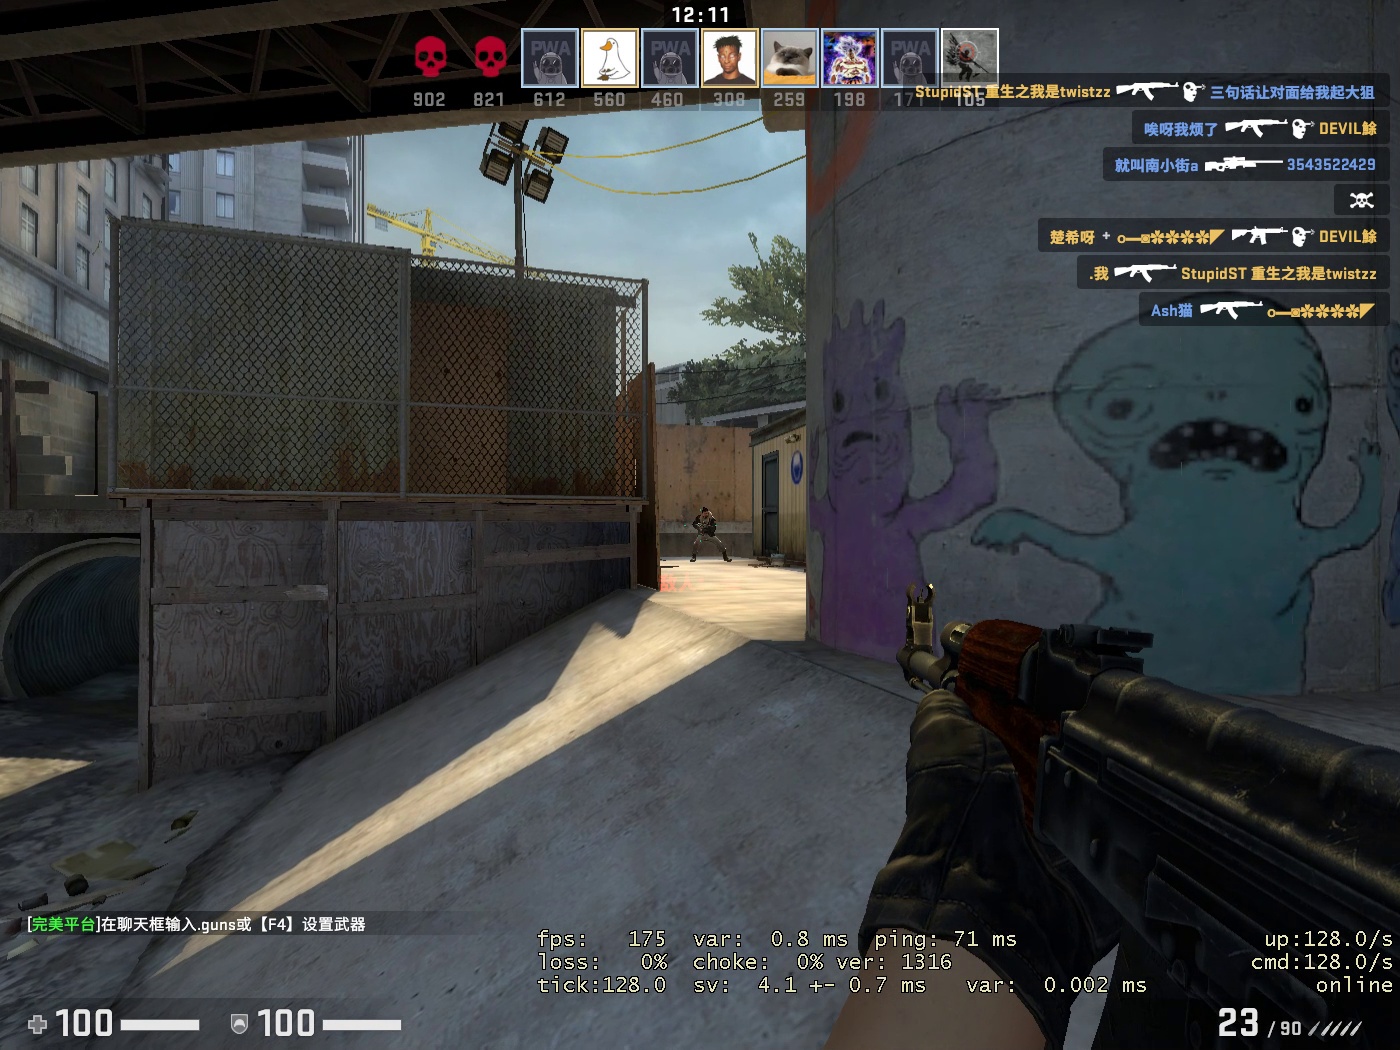 12:11
902 821 612 560 460 308 259 198 171 105
StupidST 重生之我是twistzz 三句话让对面给我起大狙
唉呀我烦了 DEVIL鮽
就叫南小街a 3543522429
楚希呀 + DEVIL鮽
.我 StupidST 重生之我是twistzz
Ash猫
[完美平台]在聊天框输入.guns或【F4】设置武器
fps: 175 var: 0.8 ms ping: 71 ms up:128.0/s
loss: 0% choke: 0% ver: 1316 cmd:128.0/s
tick:128.0 sv: 4.1 +- 0.7 ms var: 0.002 ms online
100 100 23 / 90